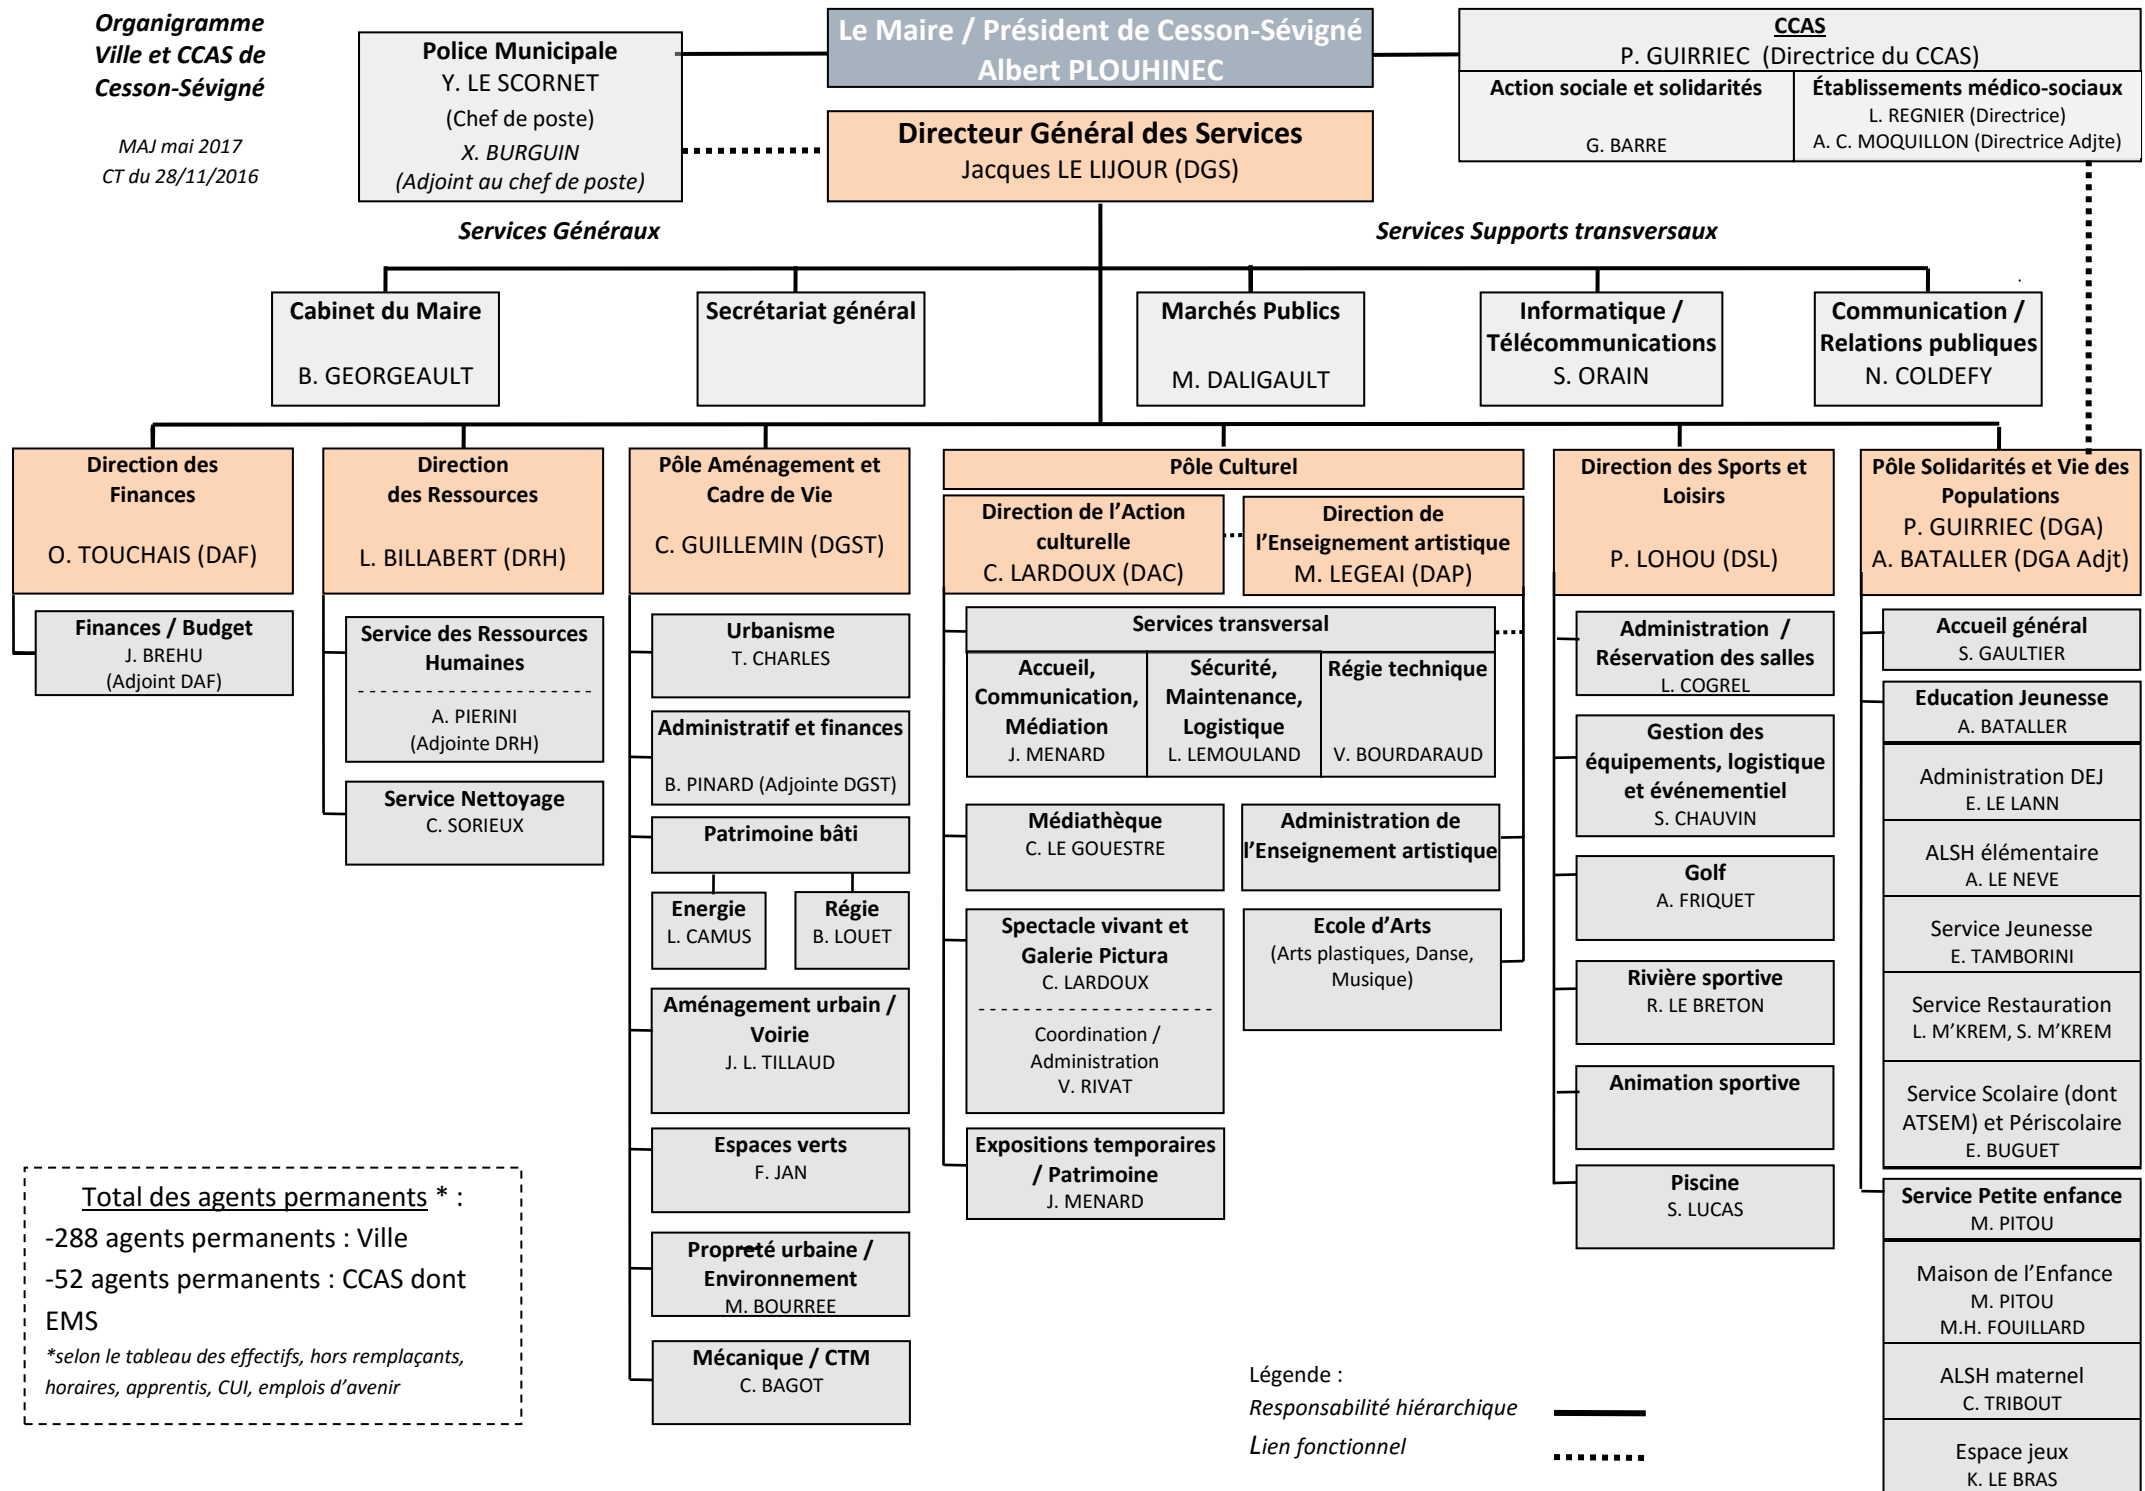 Organigramme
Ville et CCAS de
Cesson-Sévigné
MAJ mai 2017
CT du 28/11/2016
Police Municipale
Y. LE SCORNET
(Chef de poste)
X. BURGUIN
(Adjoint au chef de poste)
Le Maire / Président de Cesson-Sévigné
Albert PLOUHINEC
Directeur Général des Services
Jacques LE LIJOUR (DGS)
CCAS
P. GUIRRIEC (Directrice du CCAS)
Action sociale et solidarités
G. BARRE
Établissements médico-sociaux
L. REGNIER (Directrice)
A. C. MOQUILLON (Directrice Adjte)
Services Généraux
Services Supports transversaux
Cabinet du Maire
B. GEORGEAULT
Secrétariat général
Marchés Publics
M. DALIGAULT
Informatique /
Télécommunications
S. ORAIN
Communication /
Relations publiques
N. COLDEFY
Direction des
Finances
O. TOUCHAIS (DAF)
Finances / Budget
J. BREHU
(Adjoint DAF)
Direction
des Ressources
L. BILLABERT (DRH)
Service des Ressources
Humaines
A. PIERINI
(Adjointe DRH)
Service Nettoyage
C. SORIEUX
Pôle Aménagement et
Cadre de Vie
C. GUILLEMIN (DGST)
Urbanisme
T. CHARLES
Administratif et finances
B. PINARD (Adjointe DGST)
Patrimoine bâti
Energie
L. CAMUS
Régie
B. LOUET
Aménagement urbain /
Voirie
J. L. TILLAUD
Espaces verts
F. JAN
Propreté urbaine /
Environnement
M. BOURREE
Mécanique / CTM
C. BAGOT
Pôle Culturel
Direction de l’Action
culturelle
C. LARDOUX (DAC)
Direction de
l’Enseignement artistique
M. LEGEAI (DAP)
Services transversal
Accueil,
Communication,
Médiation
J. MENARD
Sécurité,
Maintenance,
Logistique
L. LEMOULAND
Régie technique
V. BOURDARAUD
Médiathèque
C. LE GOUESTRE
Administration de
l’Enseignement artistique
Spectacle vivant et
Galerie Pictura
C. LARDOUX
Coordination /
Administration
V. RIVAT
Ecole d’Arts
(Arts plastiques, Danse,
Musique)
Expositions temporaires
/ Patrimoine
J. MENARD
Direction des Sports et
Loisirs
P. LOHOU (DSL)
Administration /
Réservation des salles
L. COGREL
Gestion des
équipements, logistique
et événementiel
S. CHAUVIN
Golf
A. FRIQUET
Rivière sportive
R. LE BRETON
Animation sportive
Piscine
S. LUCAS
Pôle Solidarités et Vie des
Populations
P. GUIRRIEC (DGA)
A. BATALLER (DGA Adjt)
Accueil général
S. GAULTIER
Education Jeunesse
A. BATALLER
Administration DEJ
E. LE LANN
ALSH élémentaire
A. LE NEVE
Service Jeunesse
E. TAMBORINI
Service Restauration
L. M’KREM, S. M’KREM
Service Scolaire (dont
ATSEM) et Périscolaire
E. BUGUET
Service Petite enfance
M. PITOU
Maison de l’Enfance
M. PITOU
M.H. FOUILLARD
ALSH maternel
C. TRIBOUT
Espace jeux
K. LE BRAS
Total des agents permanents * :
-288 agents permanents : Ville
-52 agents permanents : CCAS dont
EMS
*selon le tableau des effectifs, hors remplaçants,
horaires, apprentis, CUI, emplois d’avenir
Légende :
Responsabilité hiérarchique
Lien fonctionnel